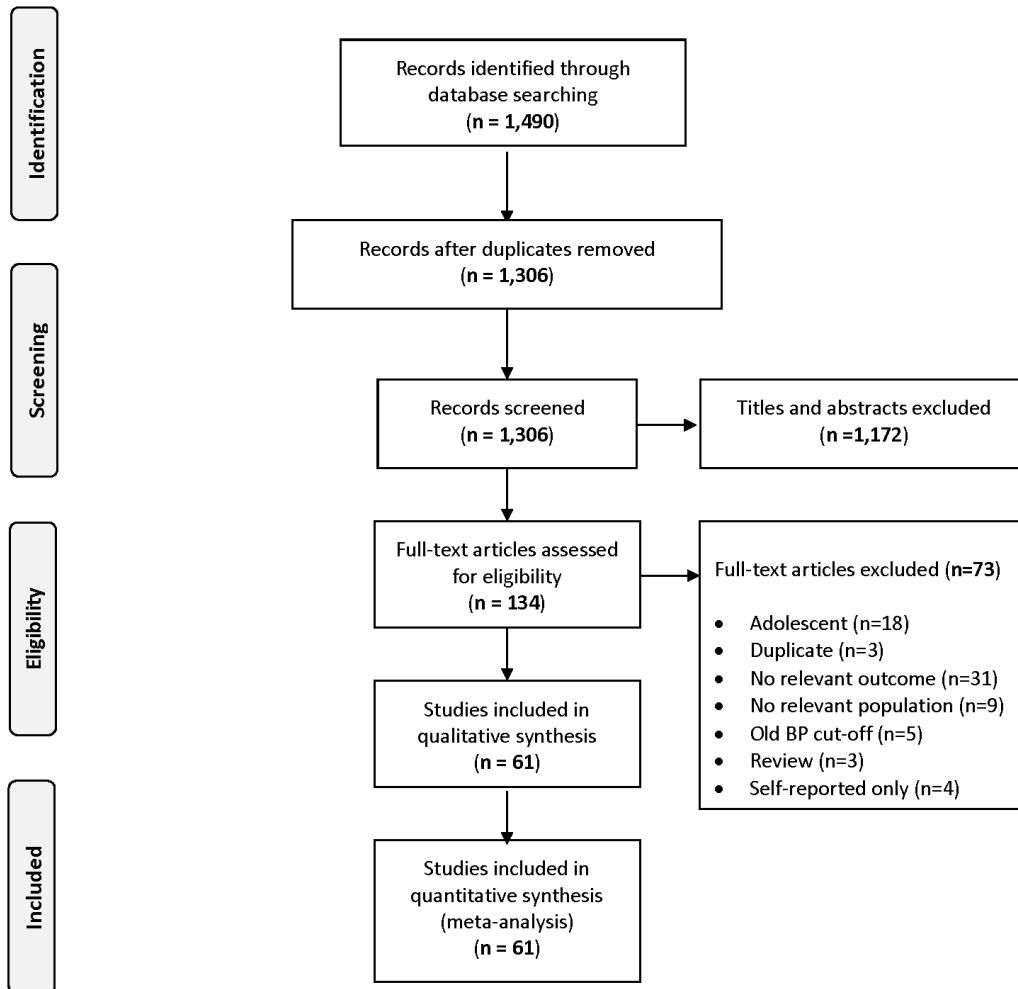 Identification
Records identified through
database searching
(n = 1,490)
Records after duplicates removed
(n = 1,306)
Screening
Records screened
(n = 1,306)
Titles and abstracts excluded
(n =1,172)
Eligibility
Full-text articles assessed
for eligibility
(n = 134)
Full-text articles excluded (n=73)
• Adolescent (n=18)
• Duplicate (n=3)
• No relevant outcome (n=31)
• No relevant population (n=9)
• Old BP cut-off (n=5)
• Review (n=3)
• Self-reported only (n=4)
Studies included in
qualitative synthesis
(n = 61)
Included
Studies included in
quantitative synthesis
(meta-analysis)
(n = 61)